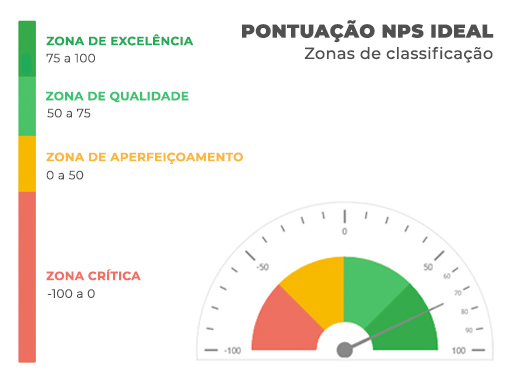 PONTUAÇÃO NPS IDEAL
Zonas de classificação
ZONA DE EXCELÊNCIA
75 a 100
ZONA DE QUALIDADE
50 a 75
ZONA DE APERFEIÇOAMENTO
0 a 50
ZONA CRÍTICA
-100 a 0
-100
-50
0
50
60
70
80
90
100